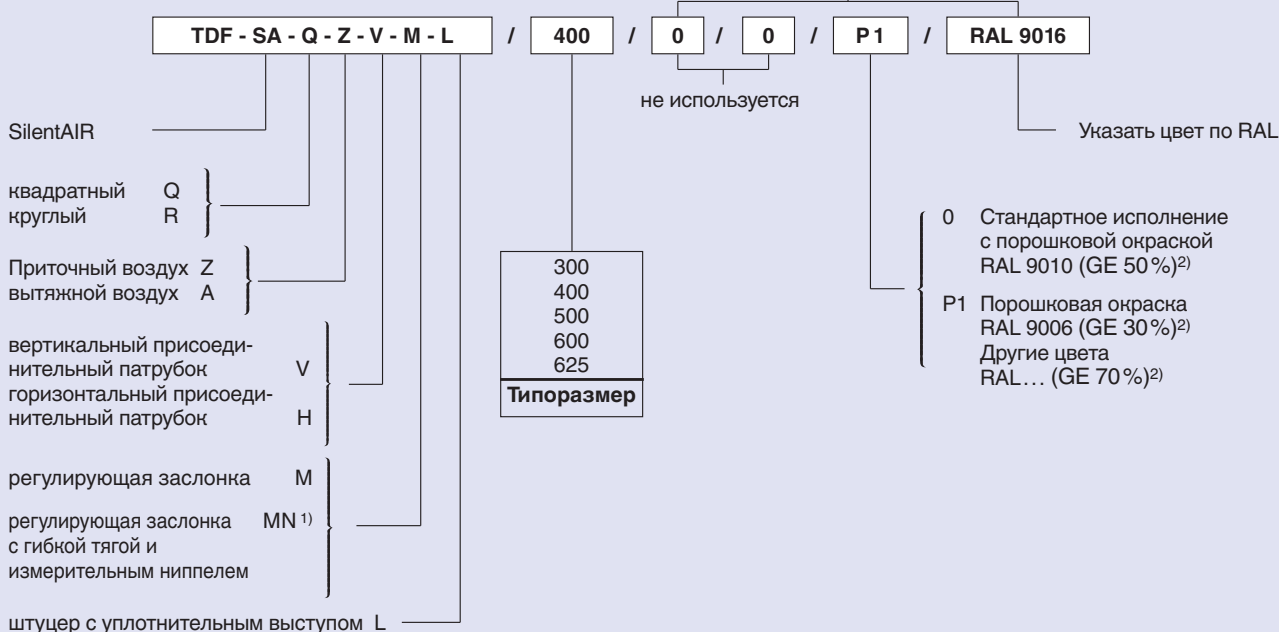 TDF - SA - Q - Z - V - M - L / 400 / 0 / 0 / P1 / RAL 9016
не используется
SilentAIR
Указать цвет по RAL
квадратный Q
круглый R
Приточный воздух Z
вытяжной воздух A
вертикальный присоеди-
нительный патрубок V
горизонтальный присоеди-
нительный патрубок H
регулирующая заслонка M
регулирующая заслонка MN 1)
с гибкой тягой и
измерительным ниппелем
штуцер с уплотнительным выступом L
300
400
500
600
625
Типоразмер
0 Стандартное исполнение
с порошковой окраской
RAL 9010 (GE 50 %)2)
P1 Порошковая окраска
RAL 9006 (GE 30 %)2)
Другие цвета
RAL... (GE 70 %)2)